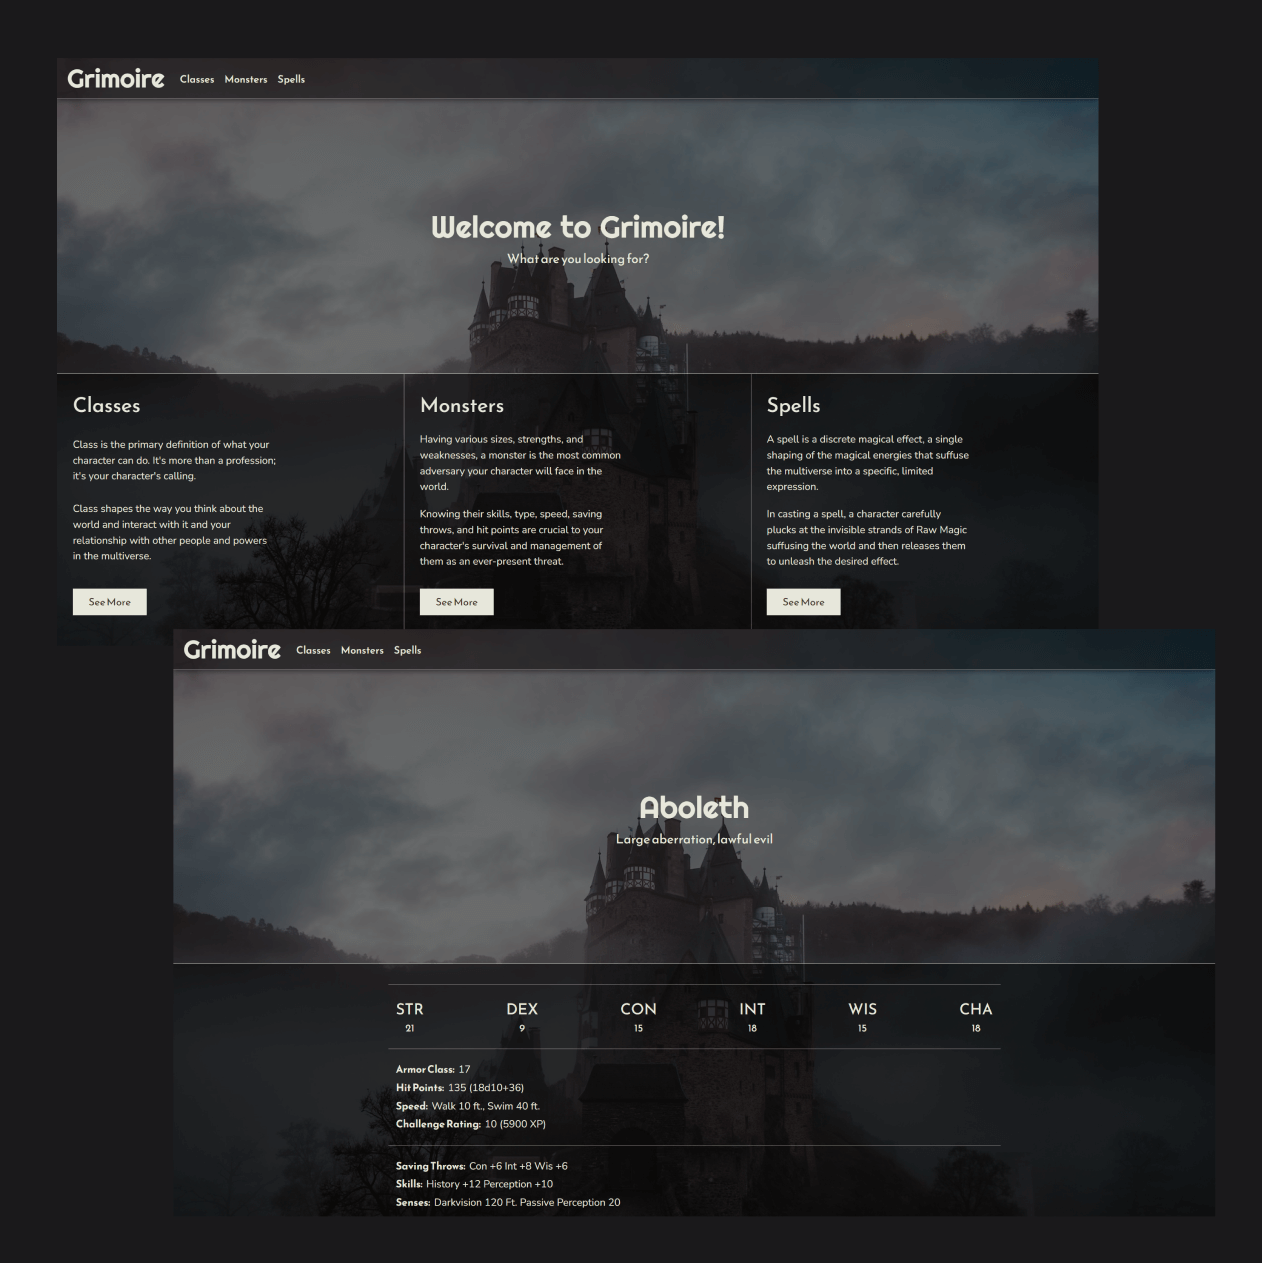 Grimoire Classes Monsters Spells
Welcome to Grimoire!
What are you looking for?
Classes
Class is the primary definition of what your
character can do. It's more than a profession;
it's your character's calling.
Class shapes the way you think about the
world and interact with it and your
relationship with other people and powers
in the multiverse.
See More
Monsters
Having various sizes, strengths, and
weaknesses, a monster is the most common
adversary your character will face in the
world.
Knowing their skills, type, speed, saving
throws, and hit points are crucial to your
character's survival and management of
them as an ever-present threat.
See More
Spells
A spell is a discrete magical effect, a single
shaping of the magical energies that suffuse
the multiverse into a specific, limited
expression.
In casting a spell, a character carefully
plucks at the invisible strands of Raw Magic
suffusing the world and then releases them
to unleash the desired effect.
See More
Grimoire Classes Monsters Spells
Aboleth
Large aberration, lawful evil
STR DEX CON INT WIS CHA
21 9 15 18 15 18
Armor Class: 17
Hit Points: 135 (18d10+36)
Speed: Walk 10 ft., Swim 40 ft.
Challenge Rating: 10 (5900 XP)
Saving Throws: Con +6 Int +8 Wis +6
Skills: History +12 Perception +10
Senses: Darkvision 120 Ft. Passive Perception 20